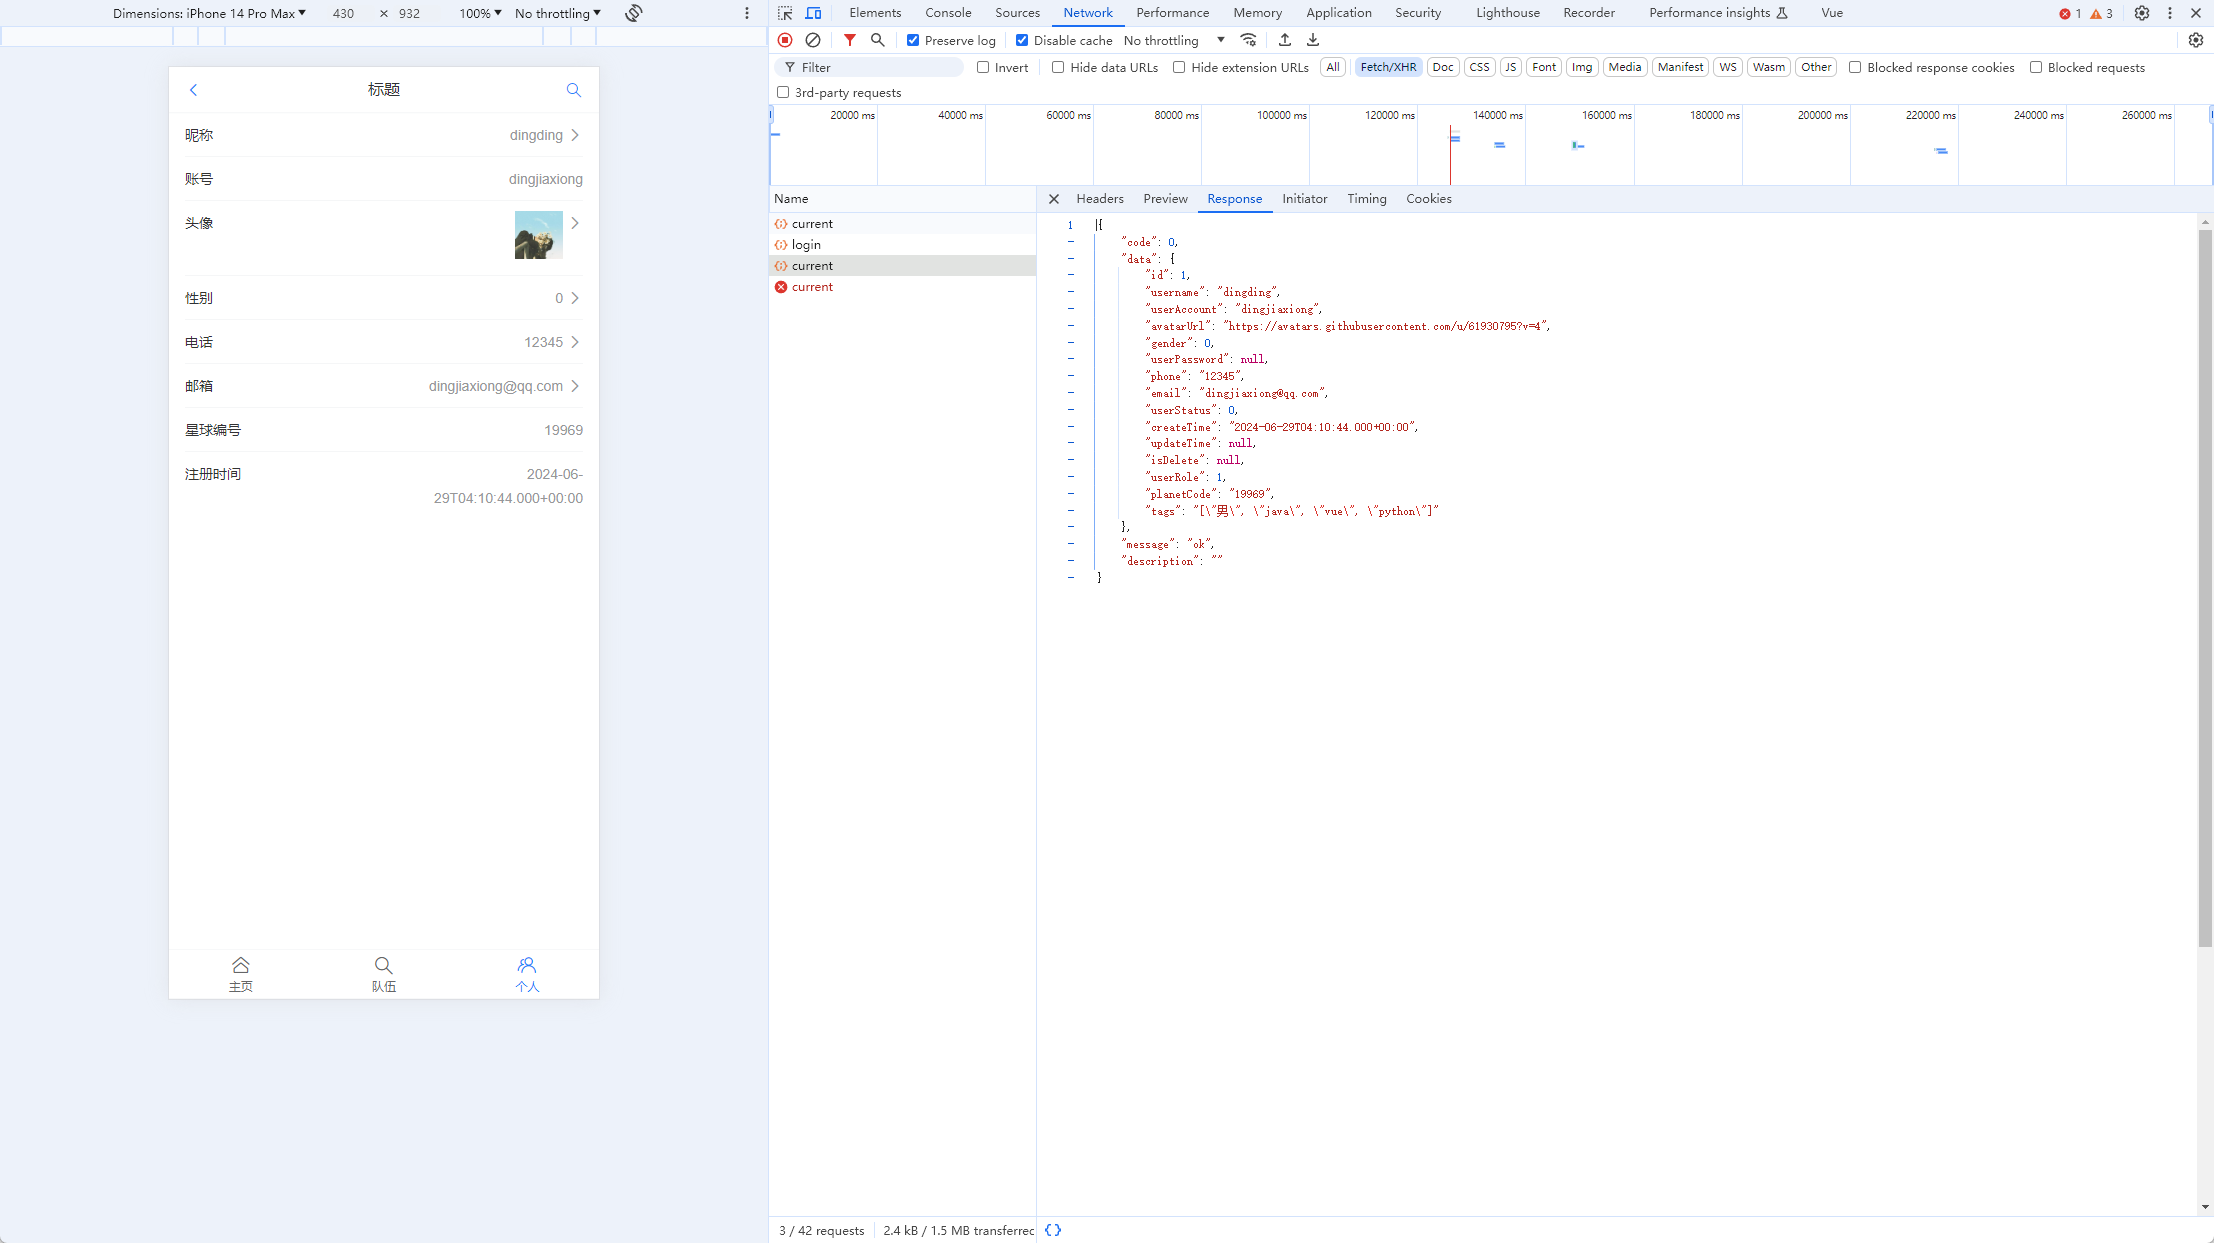 Dimensions: iPhone 14 Pro Max 430 × 932 100% No throttling
标题
昵称 dingding
账号 dingjiaxiong
头像
性别 0
电话 12345
邮箱 dingjiaxiong@qq.com
星球编号 19969
注册时间 2024-06-
29T04:10:44.000+00:00
主页 队伍 个人
Elements Console Sources Network Performance Memory Application Security Lighthouse Recorder Performance insights Vue 1 3
Preserve log Disable cache No throttling
Filter Invert Hide data URLs Hide extension URLs All Fetch/XHR Doc CSS JS Font Img Media Manifest WS Wasm Other Blocked response cookies Blocked requests
3rd-party requests
20000 ms 40000 ms 60000 ms 80000 ms 100000 ms 120000 ms 140000 ms 160000 ms 180000 ms 200000 ms 220000 ms 240000 ms 260000 ms
Name
current
login
current
current
Headers Preview Response Initiator Timing Cookies
1 {
- "code": 0,
- "data": {
- "id": 1,
- "username": "dingding",
- "userAccount": "dingjiaxiong",
- "avatarUrl": "https://avatars.githubusercontent.com/u/61930795?v=4",
- "gender": 0,
- "userPassword": null,
- "phone": "12345",
- "email": "dingjiaxiong@qq.com",
- "userStatus": 0,
- "createTime": "2024-06-29T04:10:44.000+00:00",
- "updateTime": null,
- "isDelete": null,
- "userRole": 1,
- "planetCode": "19969",
- "tags": "[\"男\", \"java\", \"vue\", \"python\"]"
- },
- "message": "ok",
- "description": ""
- }
3 / 42 requests 2.4 kB / 1.5 MB transferrec {}